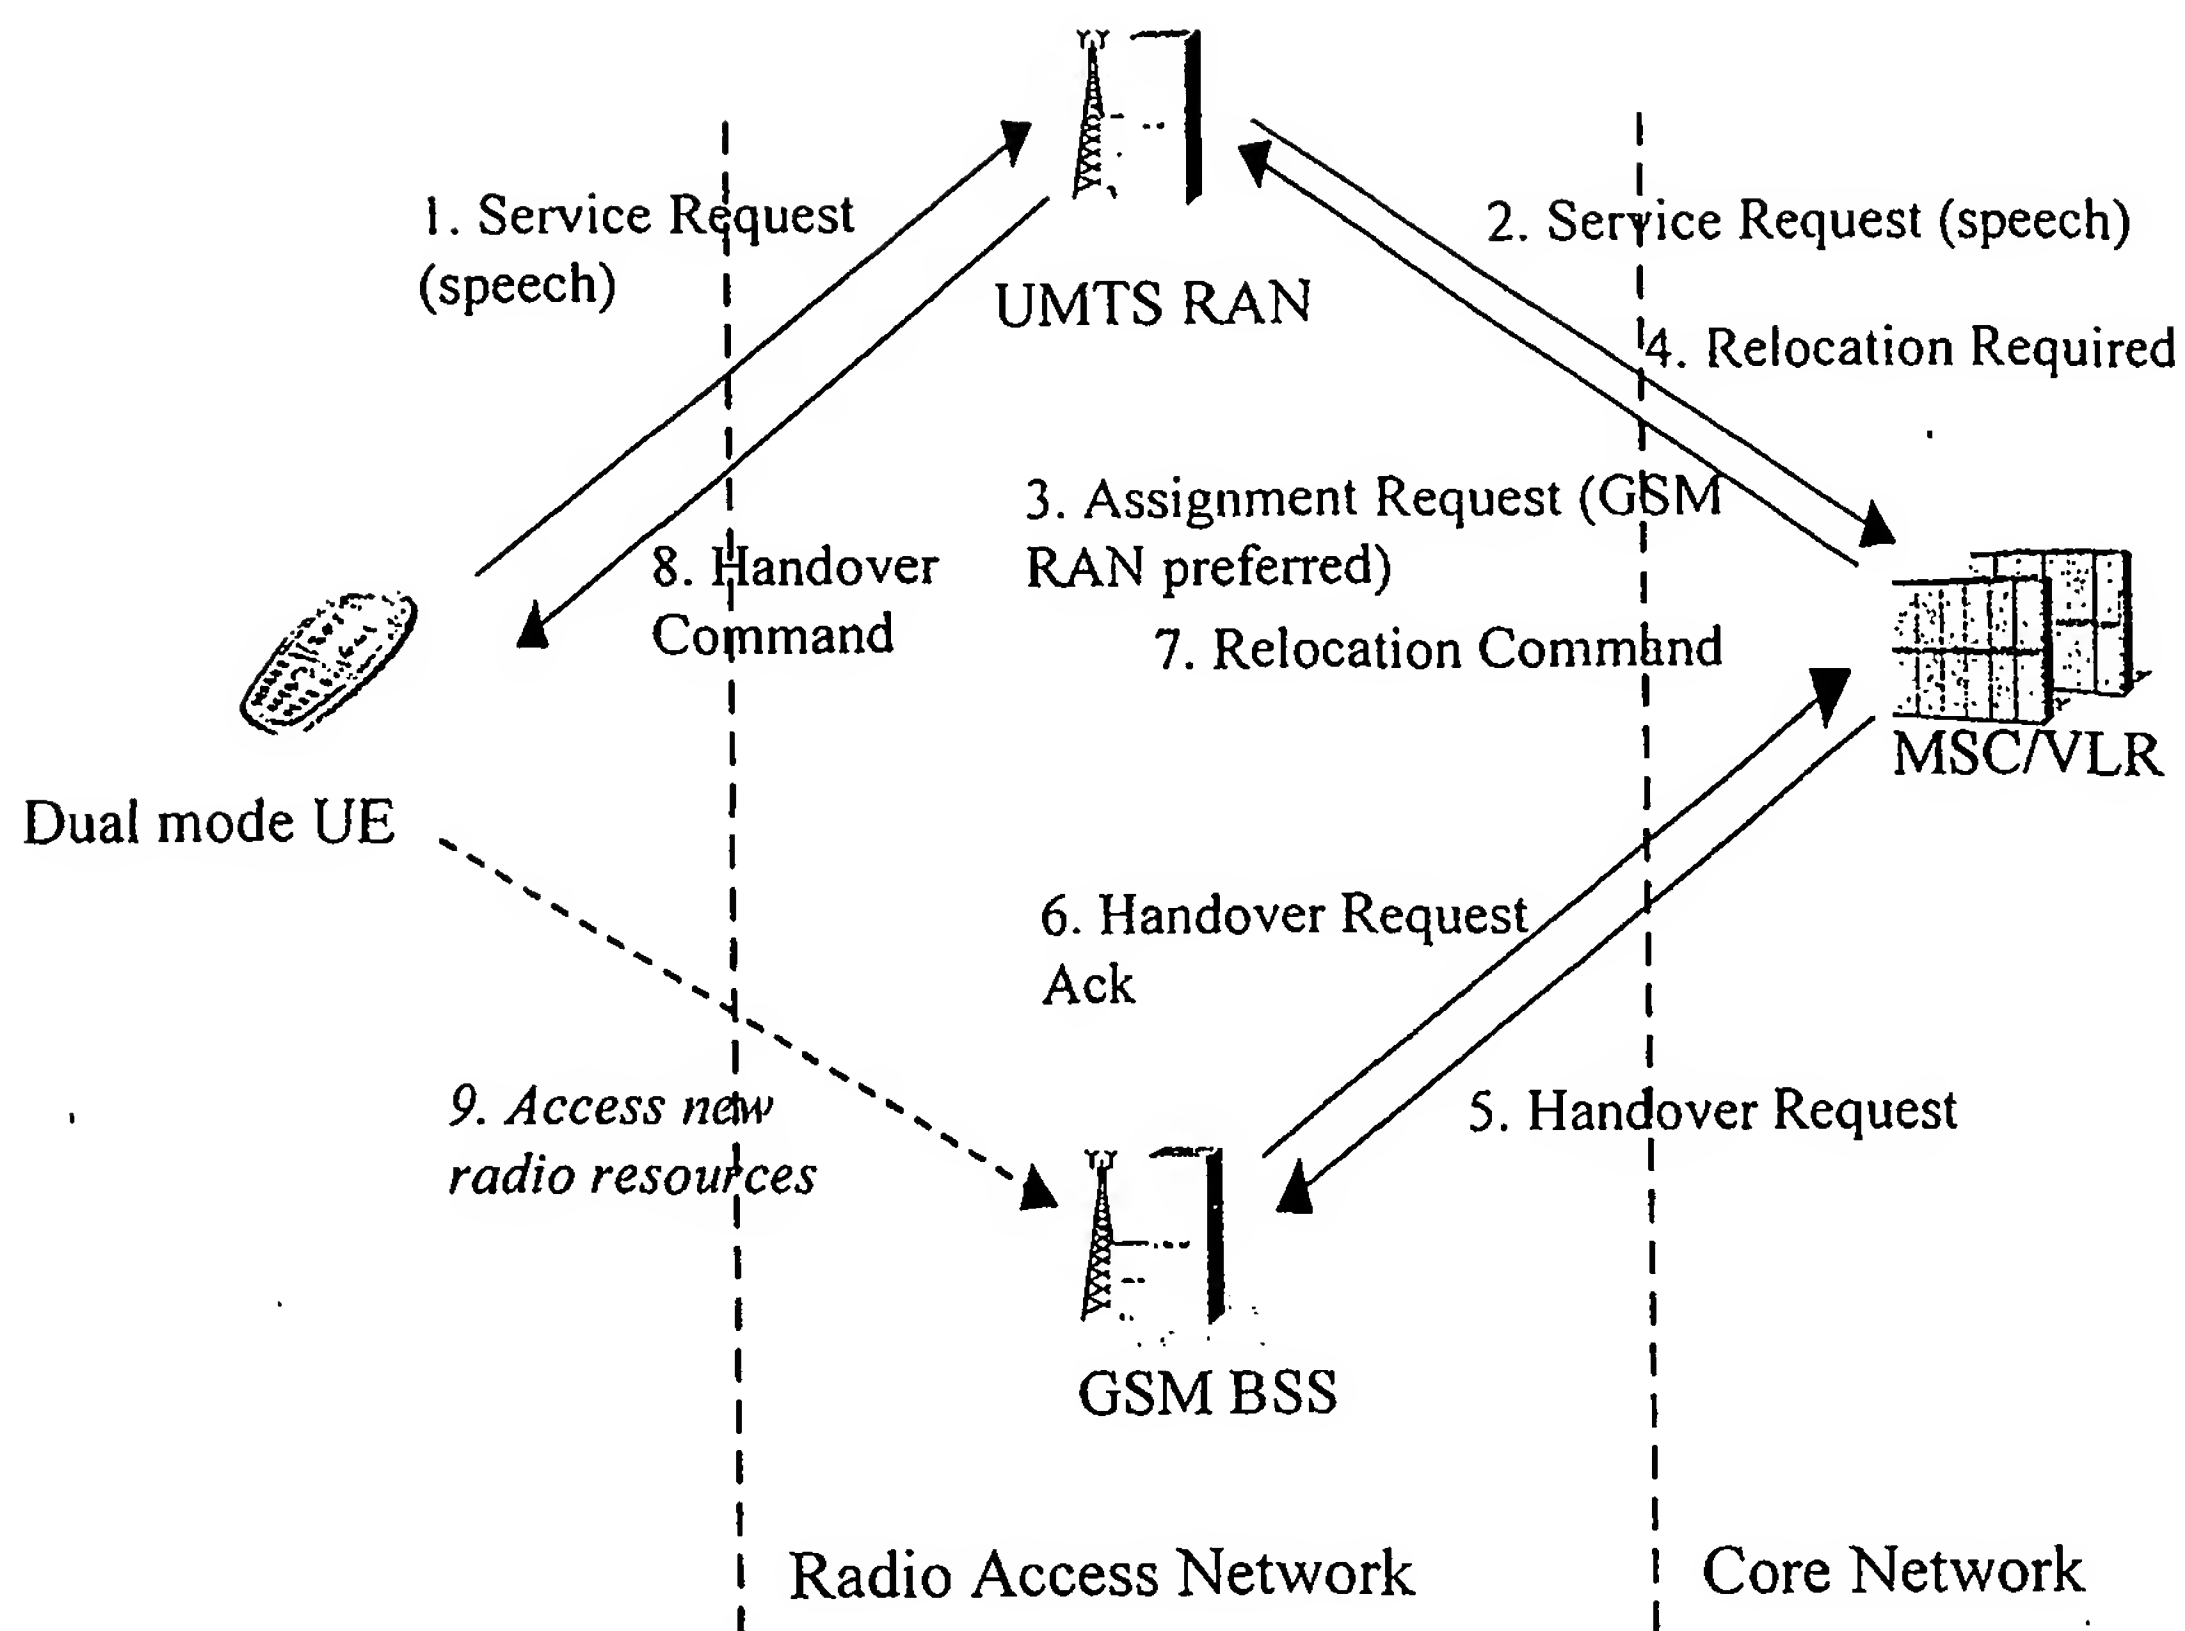 1. Service Request
(speech)
2. Service Request (speech)
UMTS RAN
4. Relocation Required
3. Assignment Request (GSM
RAN preferred)
8. Handover
Command
7. Relocation Command
MSC/VLR
Dual mode UE
6. Handover Request
Ack
9. Access new
radio resources
5. Handover Request
GSM BSS
Radio Access Network
Core Network